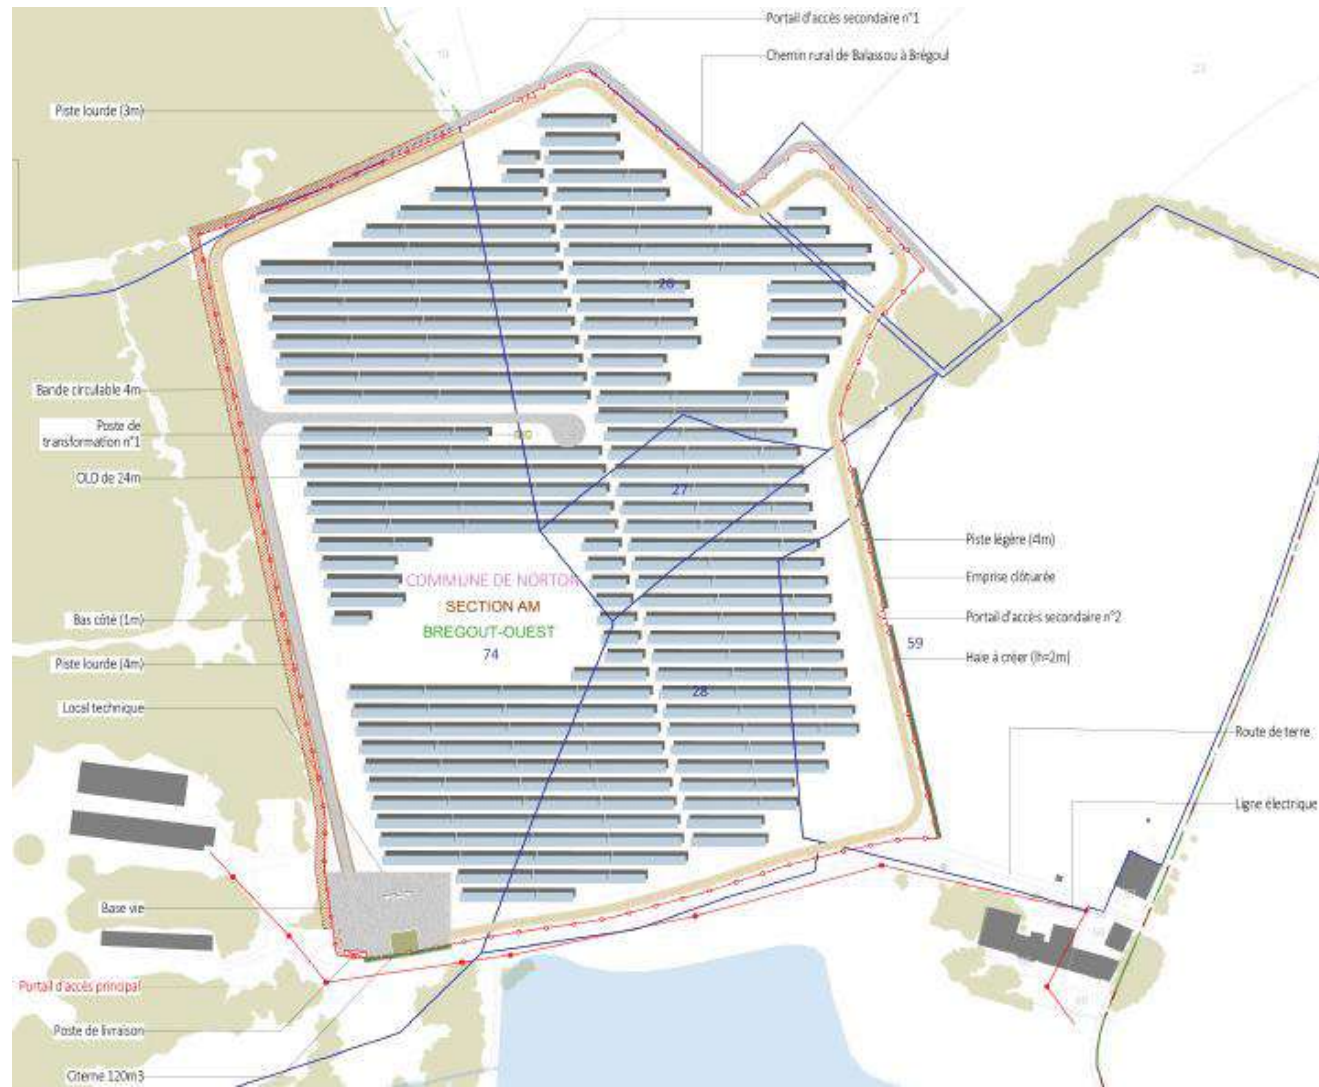 Portail d'accès secondaire n°1
Chemin rural de Balassou à Brégoul
Piste lourde (3m)
Bande circulable 4m
Poste de
transformation n°1
OLD de 24m
26
27
COMMUNE DE NORTON
SECTION AM
BREGOUT-OUEST
74
28
59
Piste légère (4m)
Emprise clôturée
Portail d'accès secondaire n°2
Haie à créer (h=2m)
Bas côté (1m)
Piste lourde (4m)
Local technique
Route de terre
Ligne électrique
Base vie
Portail d'accès principal
Poste de livraison
Citerne 120m3